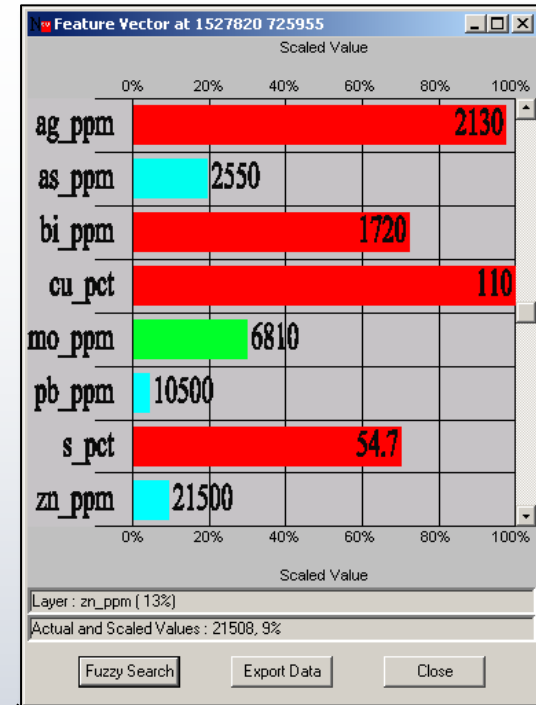 Feature Vector at 1527820 725955
Scaled Value
0% 20% 40% 60% 80% 100%
ag_ppm 2130
as_ppm 2550
bi_ppm 1720
cu_pct 110
mo_ppm 6810
pb_ppm 10500
s_pct 54.7
zn_ppm 21500
0% 20% 40% 60% 80% 100%
Scaled Value
Layer : zn_ppm ( 13%)
Actual and Scaled Values : 21508, 9%
Fuzzy Search Export Data Close